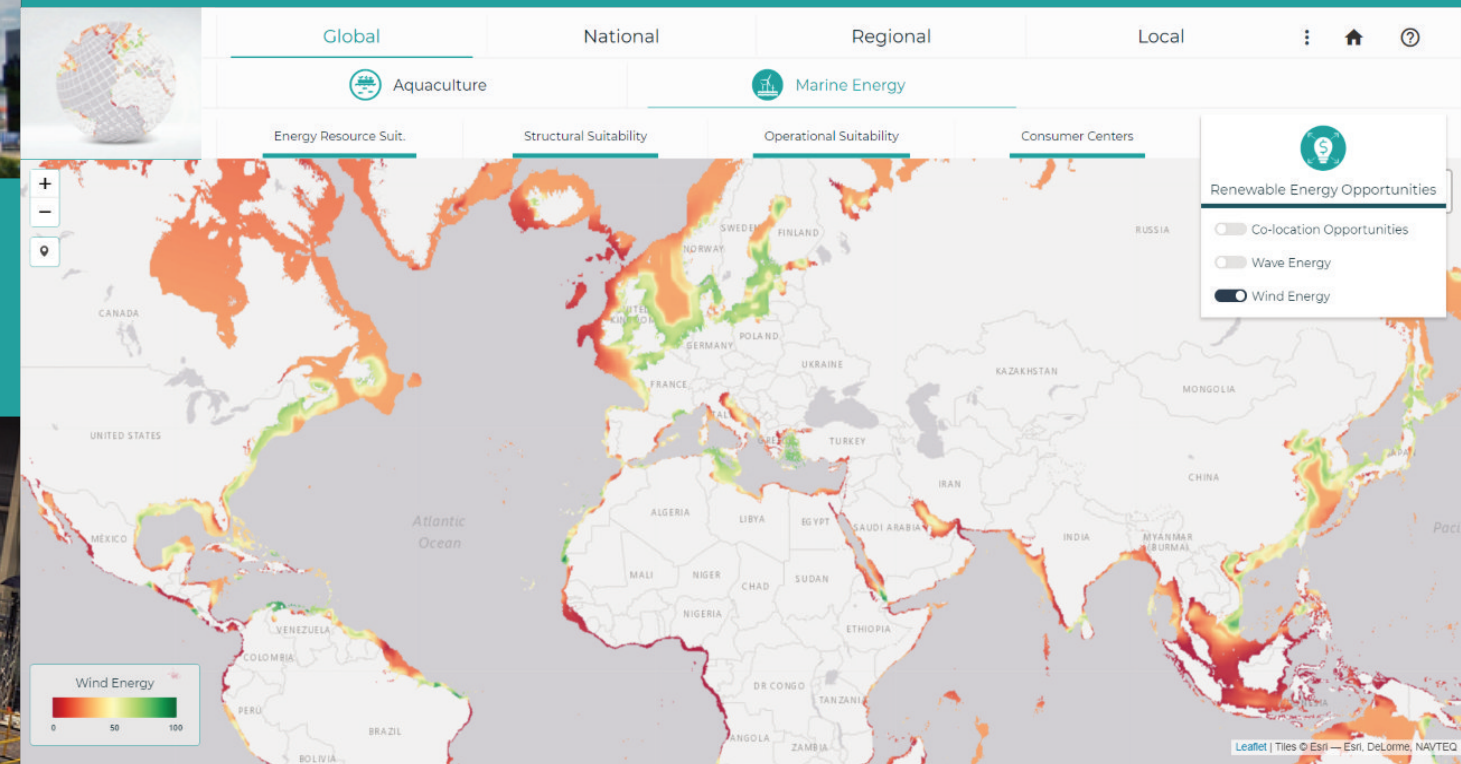 Global
National
Regional
Local
Aquaculture
Marine Energy
Energy Resource Suit.
Structural Suitability
Operational Suitability
Consumer Centers
Renewable Energy Opportunities
Co-location Opportunities
Wave Energy
Wind Energy
+
−
SWEDEN
FINLAND
NORWAY
RUSSIA
CANADA
UNITED KINGDOM
POLAND
GERMANY
UKRAINE
KAZAKHSTAN
FRANCE
MONGOLIA
UNITED STATES
TURKEY
CHINA
IRAN
Atlantic
Ocean
ALGERIA
LIBYA
EGYPT
SAUDI ARABIA
MÉXICO
INDIA
MYANMAR
(BURMA)
MALI
NIGER
CHAD
SUDAN
NIGERIA
ETHIOPIA
VENEZUELA
COLOMBIA
DR CONGO
TANZANIA
PERÚ
BRAZIL
ANGOLA
ZAMBIA
BOLIVIA
Wind Energy
0 50 100
Leaflet | Tiles © Esri — Esri, DeLorme, NAVTEQ